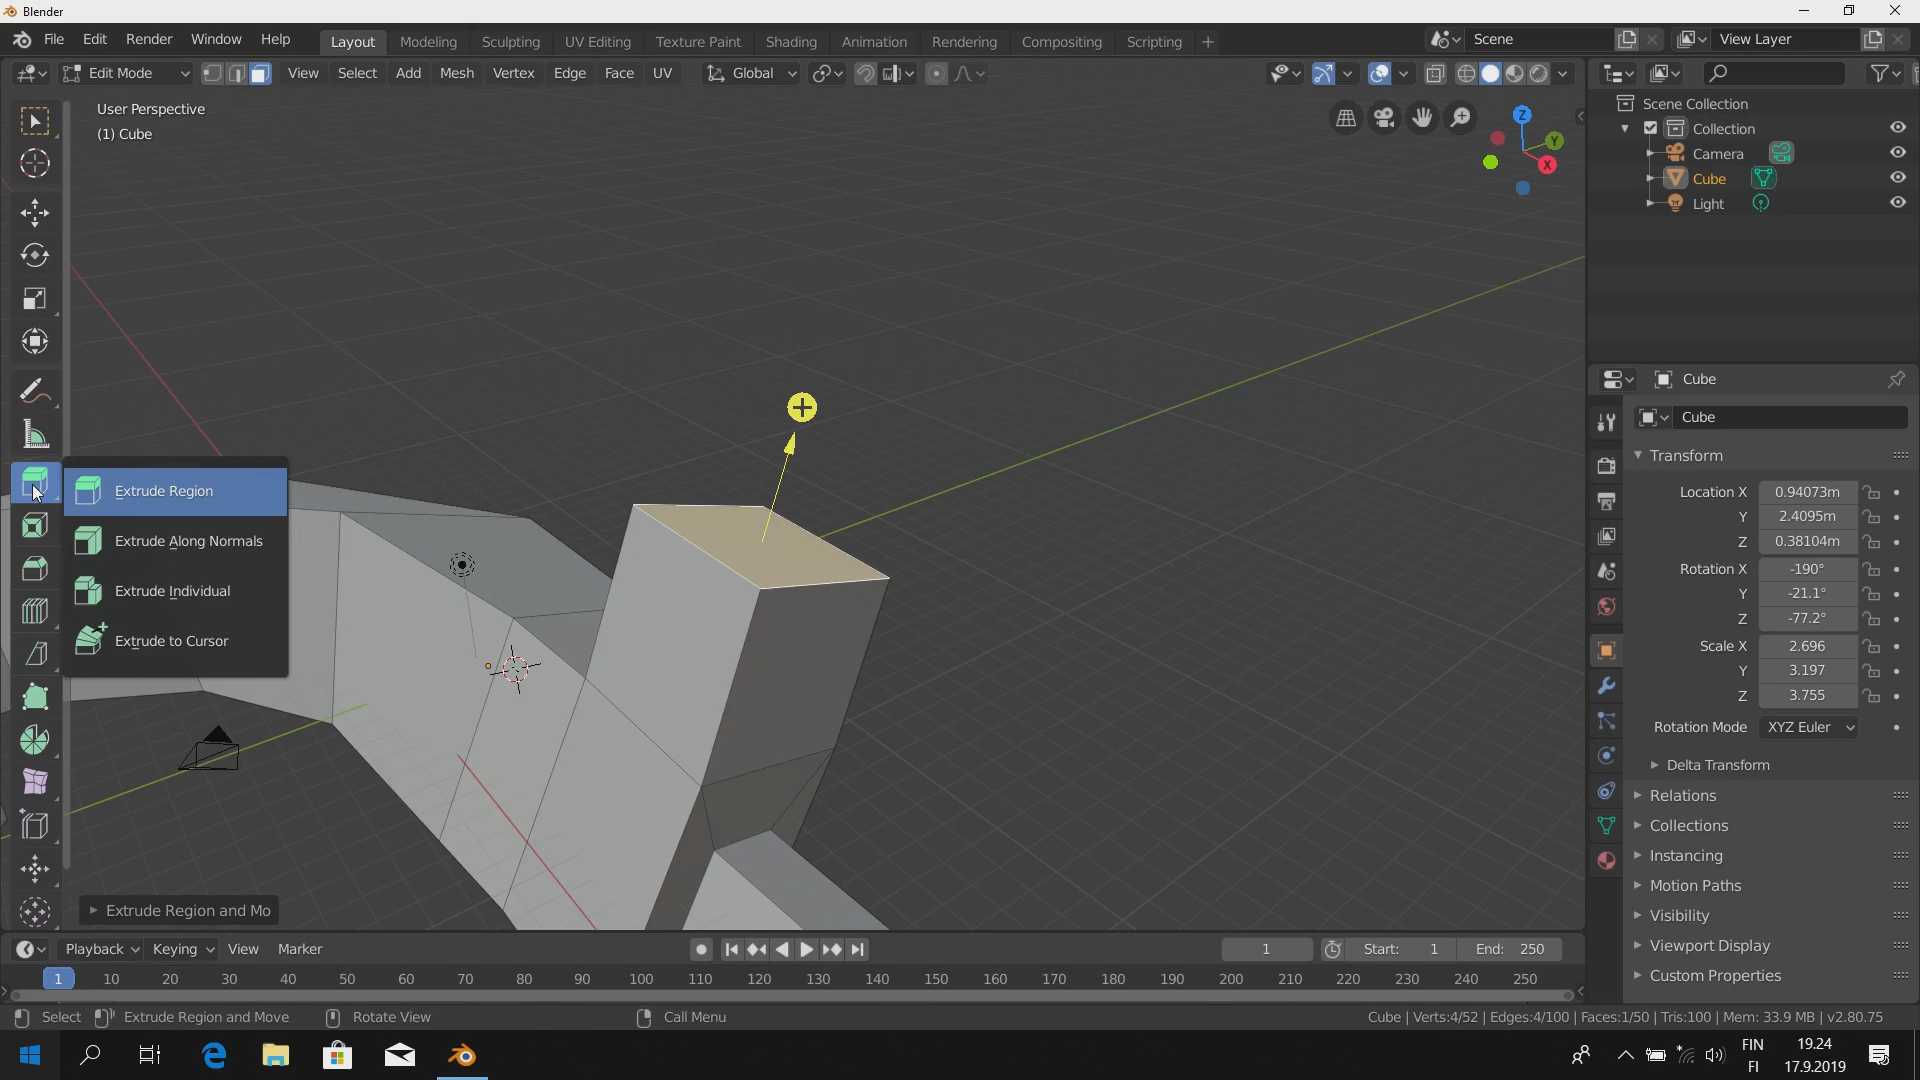 Blender
File Edit Render Window Help
Layout Modeling Sculpting UV Editing Texture Paint Shading Animation Rendering Compositing Scripting +
Scene
View Layer
Edit Mode
View Select Add Mesh Vertex Edge Face UV
Global
User Perspective
(1) Cube
Z
Y
X
Scene Collection
Collection
Camera
Cube
Light
Extrude Region
Extrude Along Normals
Extrude Individual
Extrude to Cursor
Extrude Region and Mo
Cube
Cube
Transform
Location X 0.94073m
Y 2.4095m
Z 0.38104m
Rotation X -190°
Y -21.1°
Z -77.2°
Scale X 2.696
Y 3.197
Z 3.755
Rotation Mode XYZ Euler
Delta Transform
Relations
Collections
Instancing
Motion Paths
Visibility
Viewport Display
Custom Properties
Playback Keying View Marker
1
Start: 1
End: 250
1 10 20 30 40 50 60 70 80 90 100 110 120 130 140 150 160 170 180 190 200 210 220 230 240 250
Select Extrude Region and Move Rotate View Call Menu
Cube | Verts:4/52 | Edges:4/100 | Faces:1/50 | Tris:100 | Mem: 33.9 MB | v2.80.75
FIN
FI
19.24
17.9.2019